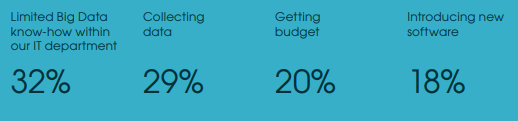 Limited Big Data
know-how within
our IT department
32%
Collecting
data
29%
Getting
budget
20%
Introducing new
software
18%